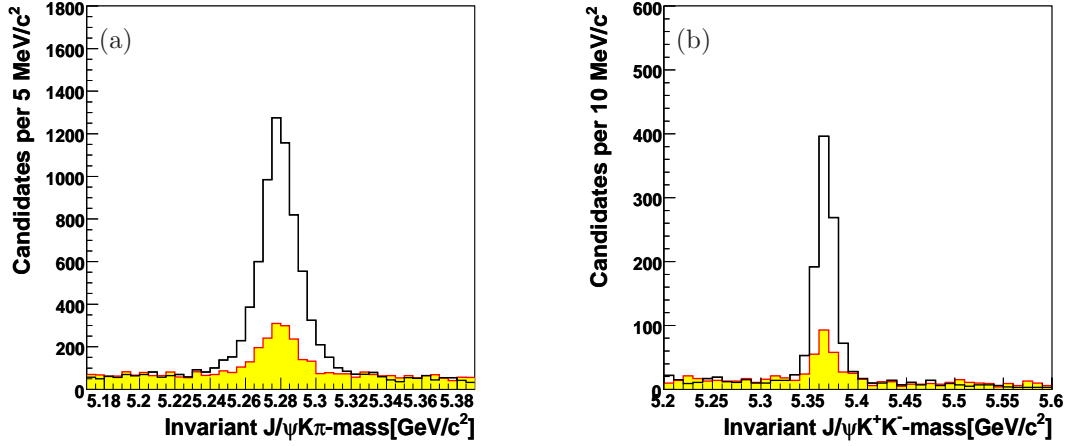 (a)
Candidates per 5 MeV/c²
1800
1600
1400
1200
1000
800
600
400
200
0
5.18 5.2 5.22 5.24 5.26 5.28 5.3 5.32 5.34 5.36 5.38
Invariant J/ψKπ-mass[GeV/c²]
(b)
Candidates per 10 MeV/c²
600
500
400
300
200
100
0
5.2 5.25 5.3 5.35 5.4 5.45 5.5 5.55 5.6
Invariant J/ψK⁺K⁻-mass[GeV/c²]